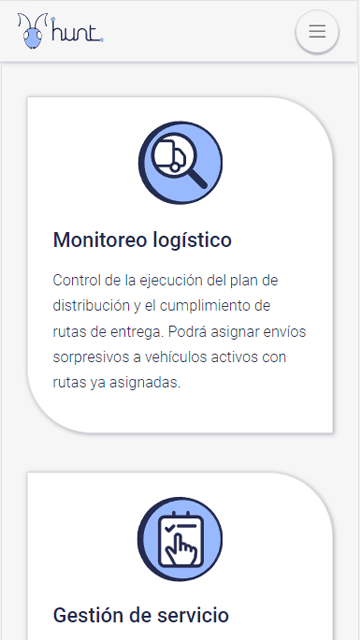 hunt
Monitoreo logístico
Control de la ejecución del plan de
distribución y el cumplimiento de
rutas de entrega. Podrá asignar envíos
sorpresivos a vehículos activos con
rutas ya asignadas.
Gestión de servicio